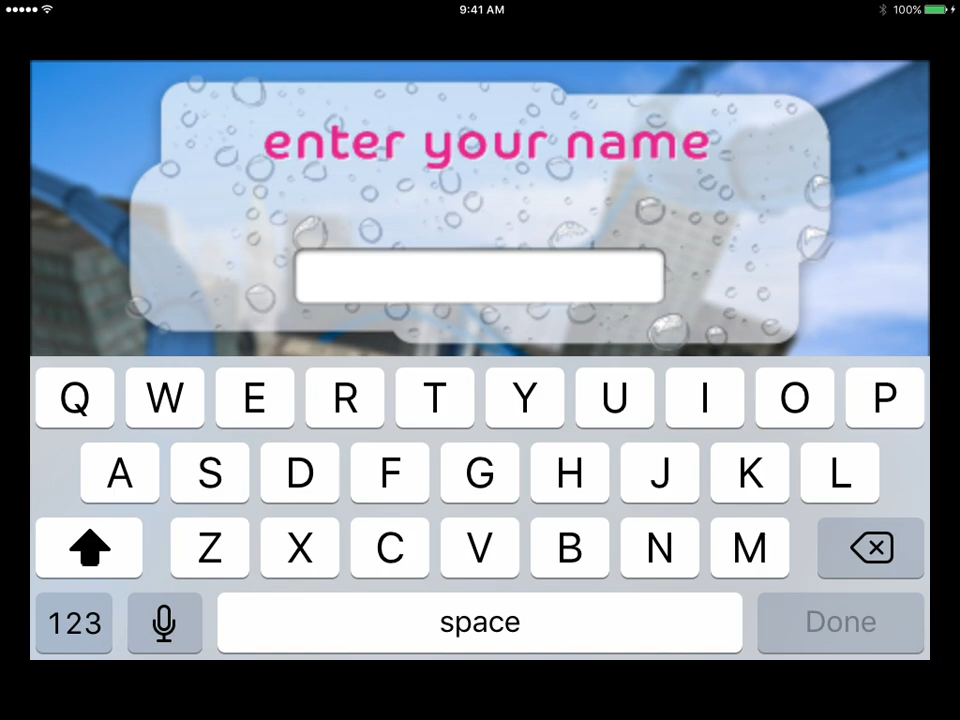 9:41 AM
100%
enter your name
Q W E R T Y U I O P
A S D F G H J K L
Z X C V B N M
123 space Done